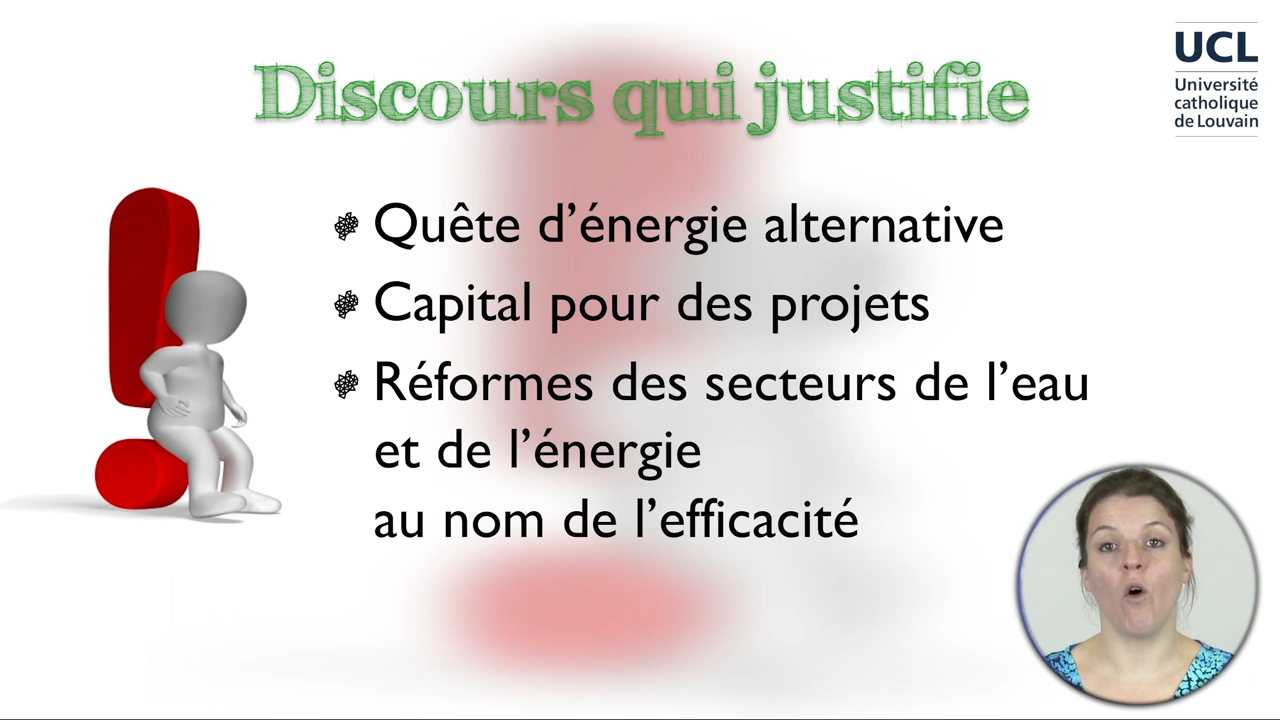 Discours qui justifie
UCL
Université
catholique
de Louvain
Quête d’énergie alternative
Capital pour des projets
Réformes des secteurs de l’eau
et de l’énergie
au nom de l’efficacité